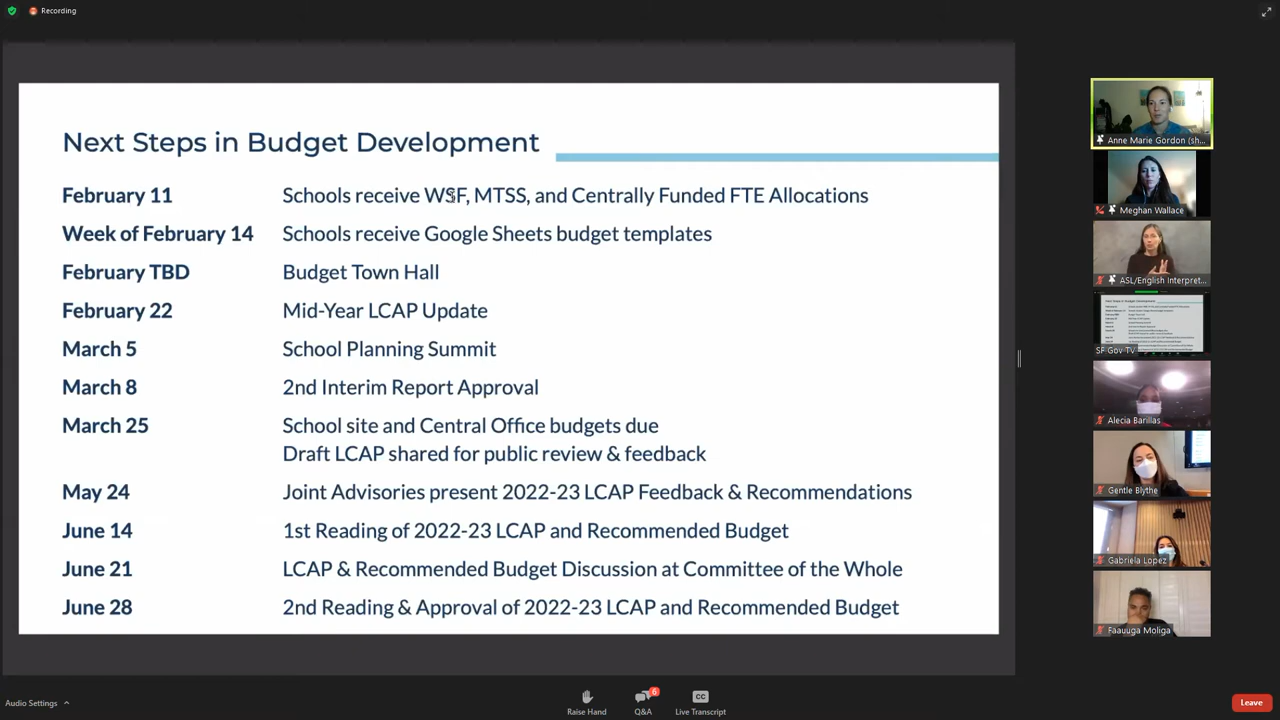 Recording
Next Steps in Budget Development
February 11 Schools receive WSF, MTSS, and Centrally Funded FTE Allocations
Week of February 14 Schools receive Google Sheets budget templates
February TBD Budget Town Hall
February 22 Mid-Year LCAP Update
March 5 School Planning Summit
March 8 2nd Interim Report Approval
March 25 School site and Central Office budgets due
Draft LCAP shared for public review & feedback
May 24 Joint Advisories present 2022-23 LCAP Feedback & Recommendations
June 14 1st Reading of 2022-23 LCAP and Recommended Budget
June 21 LCAP & Recommended Budget Discussion at Committee of the Whole
June 28 2nd Reading & Approval of 2022-23 LCAP and Recommended Budget
Anne Marie Gordon (sh...
Meghan Wallace
ASL/English Interpret...
SF Gov TV
Alecia Barillas
Gentle Blythe
Gabriela Lopez
Faauuga Moliga
Audio Settings
Raise Hand
6
Q&A
CC
Live Transcript
Leave